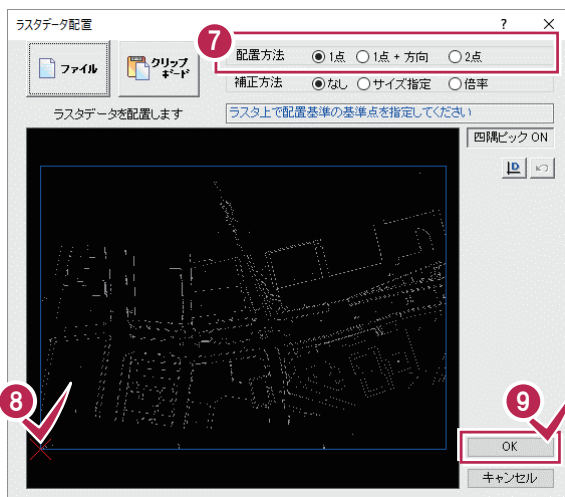 ラスタデータ配置 ? ×
7
ファイル
クリップ
ボード
配置方法 1点 1点 + 方向 2点
補正方法 なし サイズ指定 倍率
ラスタデータを配置します
ラスタ上で配置基準の基準点を指定してください
四隅ピック ON
D
8
9
OK
キャンセル